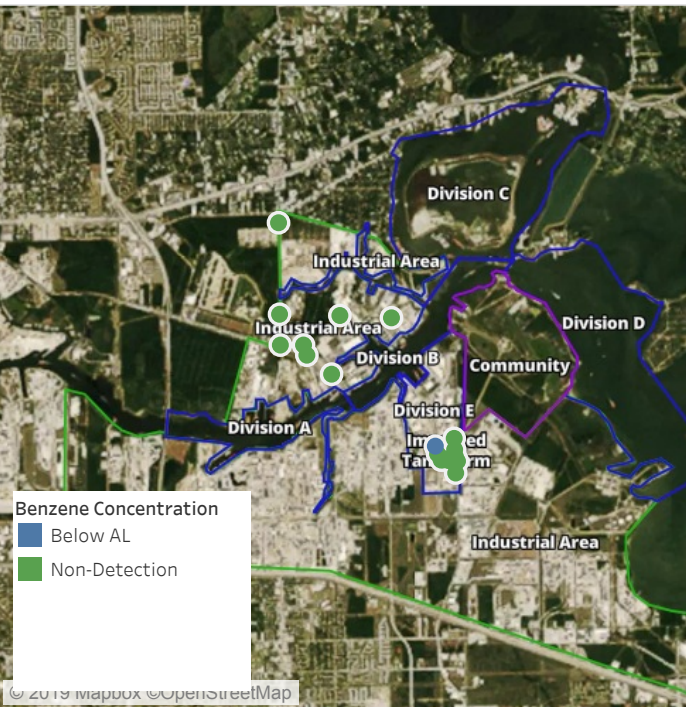 Division C
Industrial Area
Division D
Industrial Area
Division B
Community
Division E
Division A
Industrial Area
Benzene Concentration
Below AL
Non-Detection
© 2019 Mapbox ©OpenStreetMap